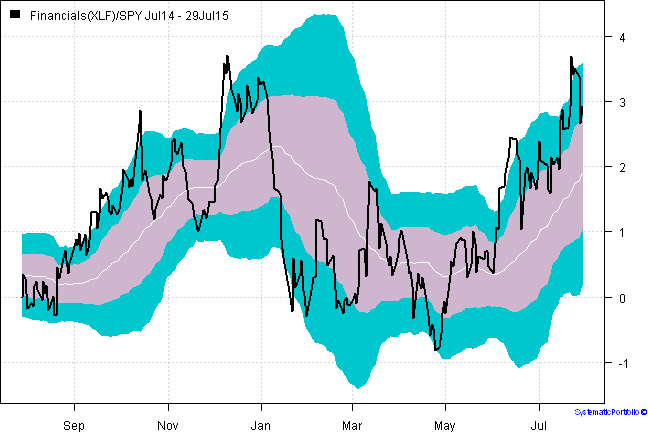 Financials(XLF)/SPY Jul14 - 29Jul15
4
3
2
1
0
-1
Sep Nov Jan Mar May Jul
SystematicPortfolio ©